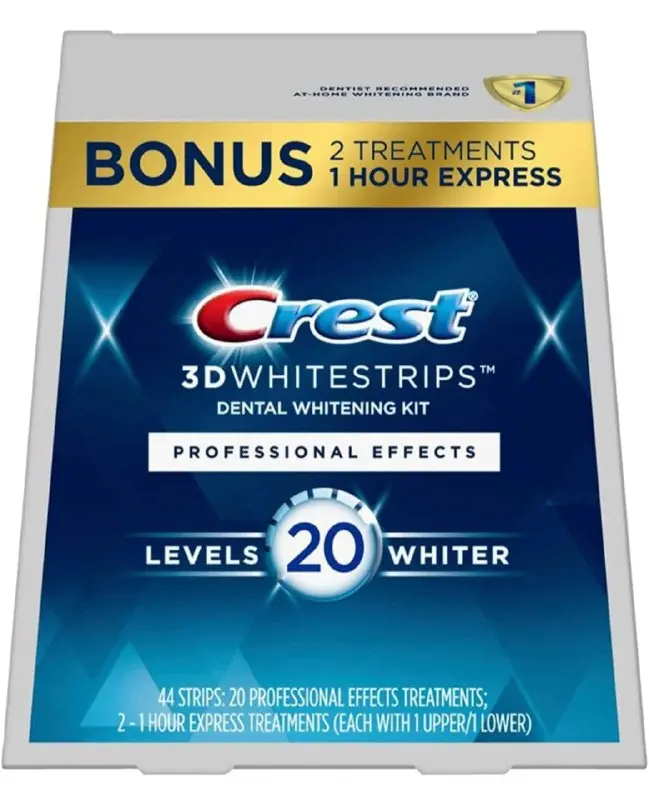 DENTIST RECOMMENDED
AT-HOME WHITENING BRAND
#1
BONUS 2 TREATMENTS
1 HOUR EXPRESS
Crest®
3DWHITESTRIPS™
DENTAL WHITENING KIT
PROFESSIONAL EFFECTS
LEVELS 20 WHITER
44 STRIPS: 20 PROFESSIONAL EFFECTS TREATMENTS;
2 - 1 HOUR EXPRESS TREATMENTS (EACH WITH 1 UPPER/1 LOWER)